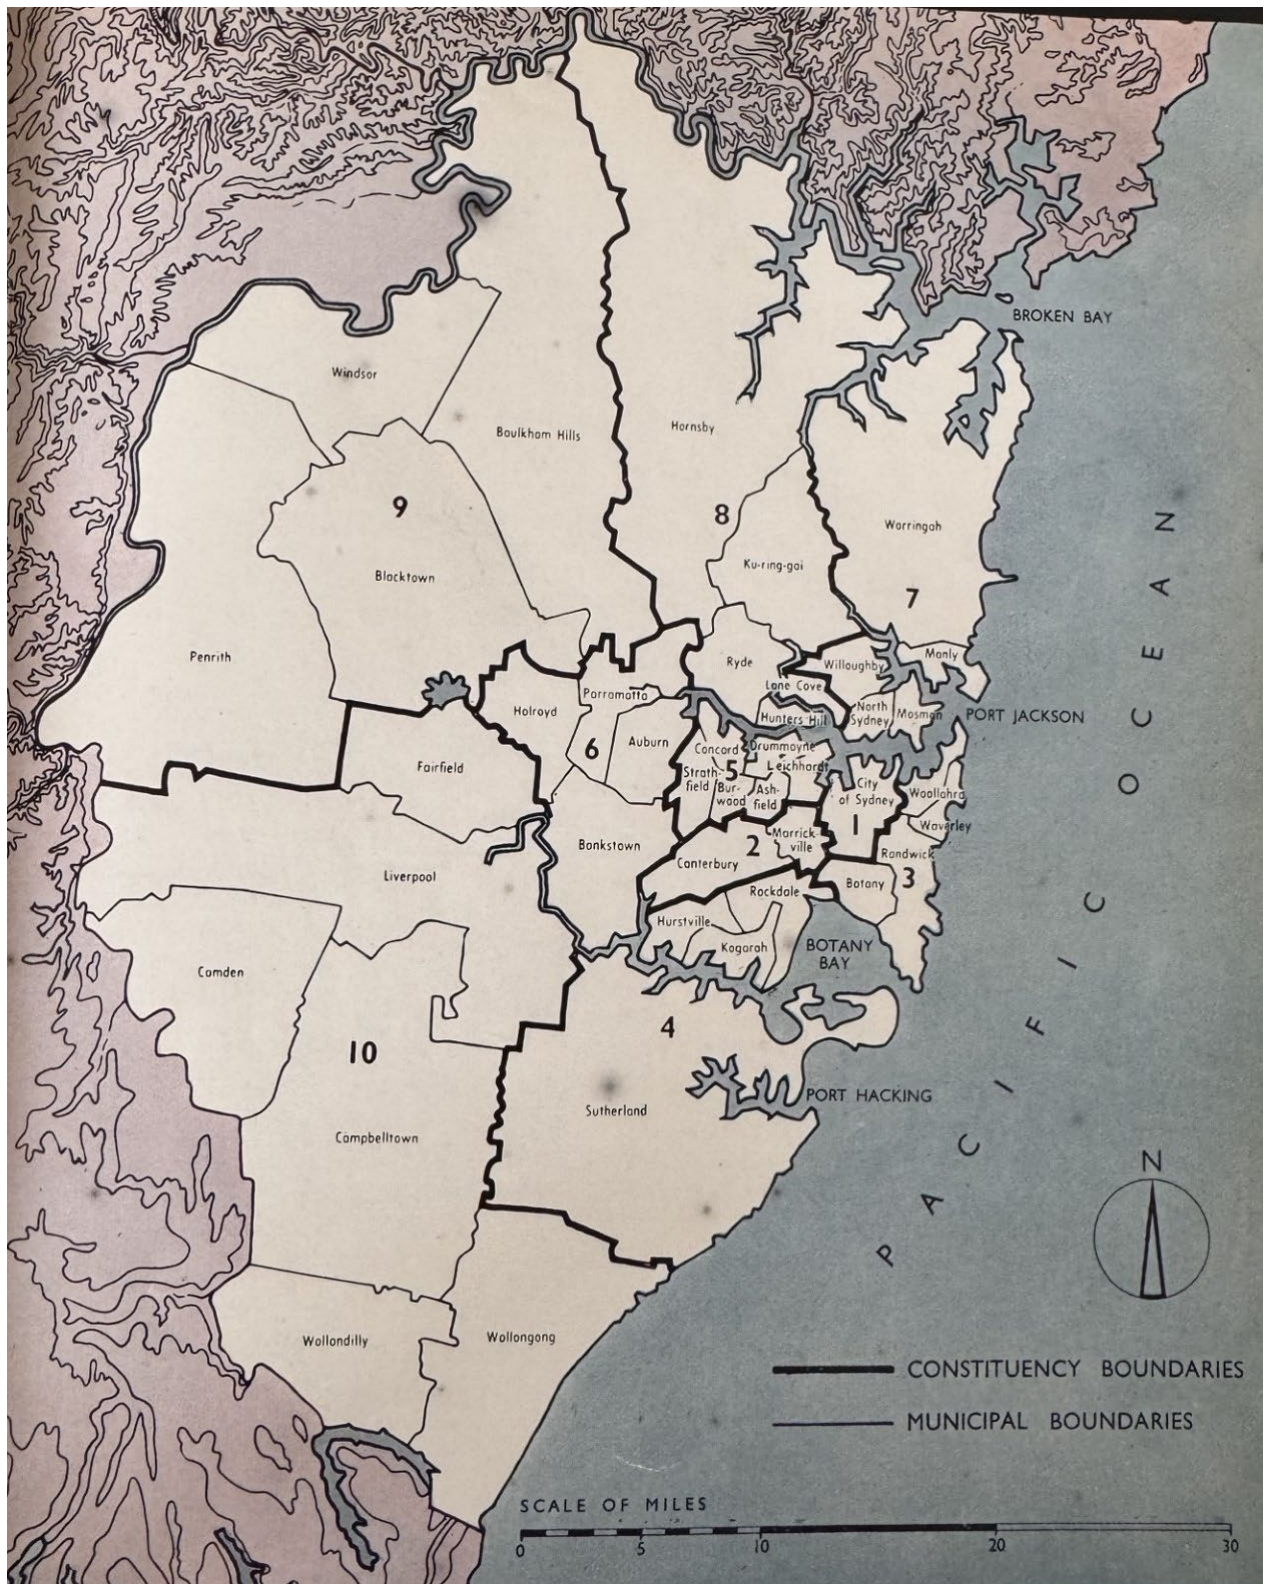 BROKEN BAY
Windsor
Hornsby
Baulkham Hills
9
8
Warringah
Ku-ring-gai
Blacktown
7
Penrith
Manly
Ryde
Willoughby
Lane Cove
Parramatta
Holroyd
Hunters Hill
North
Sydney
Mosman
PORT JACKSON
6
Auburn
Concord
Drummoyne
Fairfield
Strath-
field
5
Leichhardt
Bur-
wood
Ash-
field
City
of Sydney
Woollahra
1
Waverley
Bankstown
2
Marrick-
ville
Canterbury
Randwick
3
Liverpool
Botany
Rockdale
Hurstville
Kogarah
BOTANY
BAY
Camden
4
10
PORT HACKING
Sutherland
Campbelltown
PACIFIC OCEAN
N
Wollondilly
Wollongong
CONSTITUENCY BOUNDARIES
MUNICIPAL BOUNDARIES
SCALE OF MILES
0 5 10 20 30